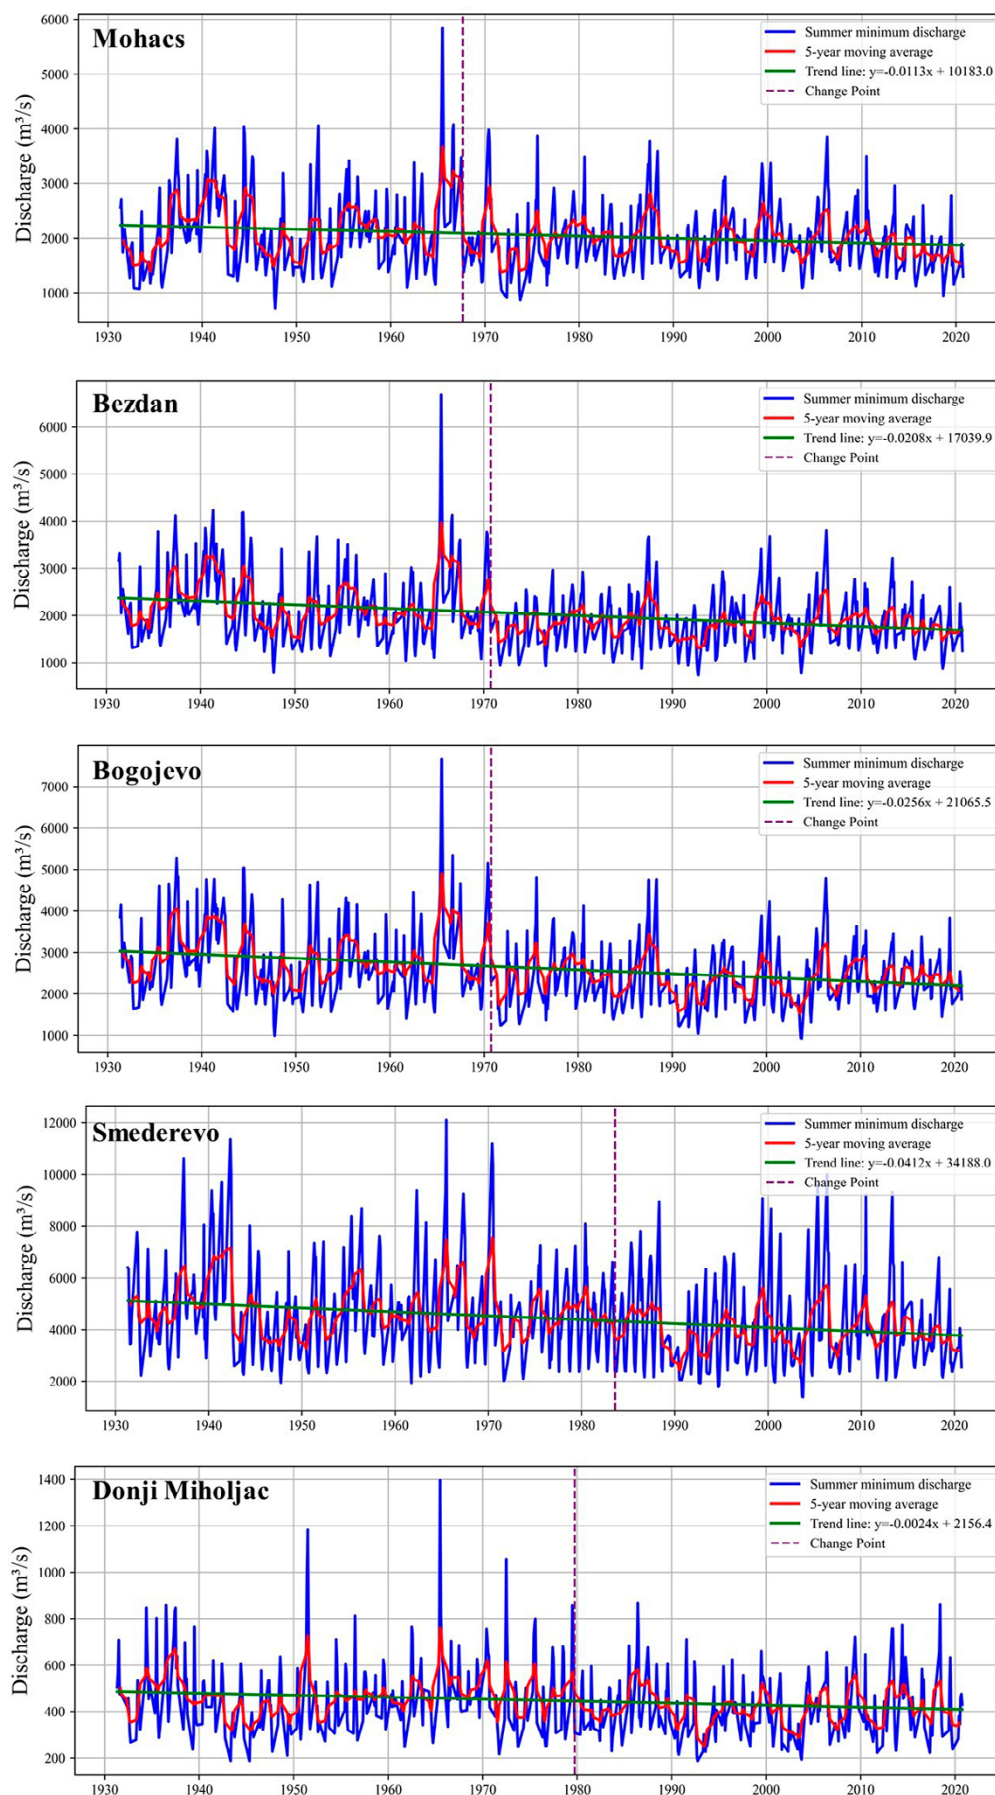 Mohacs
Summer minimum discharge
5-year moving average
Trend line: y=-0.0113x + 10183.0
Change Point
Discharge (m³/s)
6000
5000
4000
3000
2000
1000
1930 1940 1950 1960 1970 1980 1990 2000 2010 2020
Bezdan
Summer minimum discharge
5-year moving average
Trend line: y=-0.0208x + 17039.9
Change Point
Discharge (m³/s)
6000
5000
4000
3000
2000
1000
1930 1940 1950 1960 1970 1980 1990 2000 2010 2020
Bogojevo
Summer minimum discharge
5-year moving average
Trend line: y=-0.0256x + 21065.5
Change Point
Discharge (m³/s)
7000
6000
5000
4000
3000
2000
1000
1930 1940 1950 1960 1970 1980 1990 2000 2010 2020
Smederevo
Summer minimum discharge
5-year moving average
Trend line: y=-0.0412x + 34188.0
Change Point
Discharge (m³/s)
12000
10000
8000
6000
4000
2000
1930 1940 1950 1960 1970 1980 1990 2000 2010 2020
Donji Miholjac
Summer minimum discharge
5-year moving average
Trend line: y=-0.0024x + 2156.4
Change Point
Discharge (m³/s)
1400
1200
1000
800
600
400
200
1930 1940 1950 1960 1970 1980 1990 2000 2010 2020